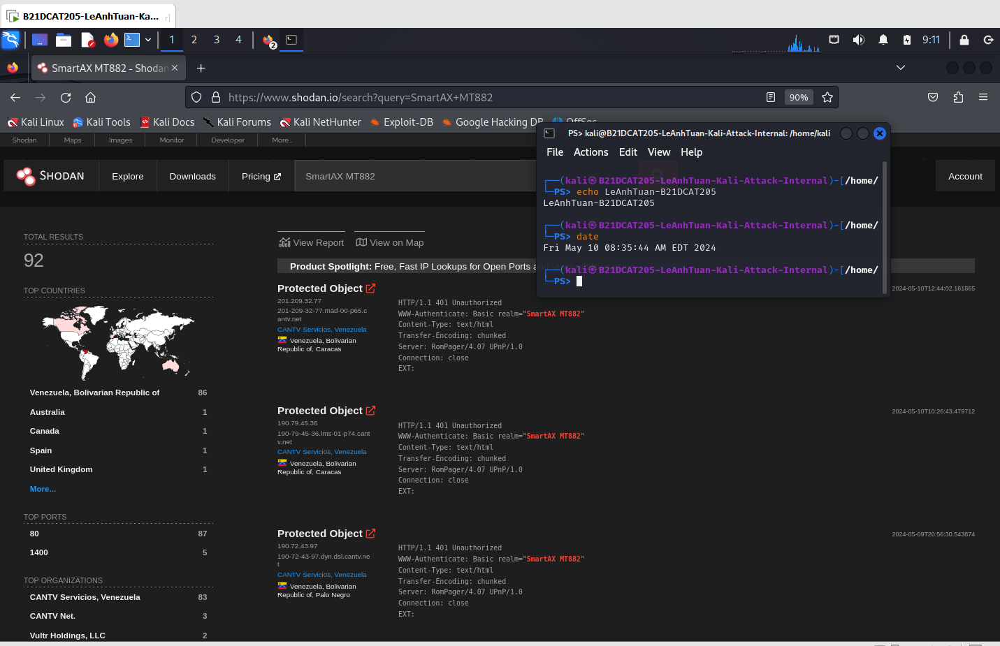 B21DCAT205-LeAnhTuan-Ka...
1 2 3 4
2
9:11
SmartAX MT882 - Shodan
https://www.shodan.io/search?query=SmartAX+MT882
90%
Kali Linux Kali Tools Kali Docs Kali Forums Kali NetHunter Exploit-DB Google Hacking DB OffSec
Shodan Maps Images Monitor Developer More...
SHODAN Explore Downloads Pricing SmartAX MT882 Account
PS> kali@B21DCAT205-LeAnhTuan-Kali-Attack-Internal: /home/kali
File Actions Edit View Help
┌──(kali㉿B21DCAT205-LeAnhTuan-Kali-Attack-Internal)-[/home/
└─PS> echo LeAnhTuan-B21DCAT205
LeAnhTuan-B21DCAT205
┌──(kali㉿B21DCAT205-LeAnhTuan-Kali-Attack-Internal)-[/home/
└─PS> date
Fri May 10 08:35:44 AM EDT 2024
┌──(kali㉿B21DCAT205-LeAnhTuan-Kali-Attack-Internal)-[/home/
└─PS>
TOTAL RESULTS
92
TOP COUNTRIES
Venezuela, Bolivarian Republic of 86
Australia 1
Canada 1
Spain 1
United Kingdom 1
More...
TOP PORTS
80 87
1400 5
TOP ORGANIZATIONS
CANTV Servicios, Venezuela 83
CANTV Net. 3
Vultr Holdings, LLC 2
View Report View on Map
Product Spotlight: Free, Fast IP Lookups for Open Ports
Protected Object
2024-05-10T12:44:02.161865
201.209.32.77
201-209-32-77.mad-00-p65.c
antv.net
CANTV Servicios, Venezuela
Venezuela, Bolivarian
Republic of, Caracas
HTTP/1.1 401 Unauthorized
WWW-Authenticate: Basic realm="SmartAX MT882"
Content-Type: text/html
Transfer-Encoding: chunked
Server: RomPager/4.07 UPnP/1.0
Connection: close
EXT:
Protected Object
2024-05-10T10:26:43.479712
190.79.45.36
190-79-45-36.lms-01-p74.cant
v.net
CANTV Servicios, Venezuela
Venezuela, Bolivarian
Republic of, Caracas
HTTP/1.1 401 Unauthorized
WWW-Authenticate: Basic realm="SmartAX MT882"
Content-Type: text/html
Transfer-Encoding: chunked
Server: RomPager/4.07 UPnP/1.0
Connection: close
EXT:
Protected Object
2024-05-09T20:56:30.543874
190.72.43.97
190-72-43-97.dyn.dsl.cantv.ne
t
CANTV Servicios, Venezuela
Venezuela, Bolivarian
Republic of, Palo Negro
HTTP/1.1 401 Unauthorized
WWW-Authenticate: Basic realm="SmartAX MT882"
Content-Type: text/html
Transfer-Encoding: chunked
Server: RomPager/4.07 UPnP/1.0
Connection: close
EXT: